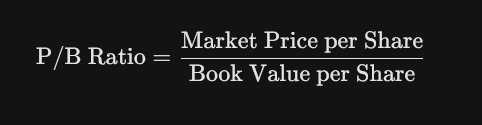 P/B Ratio = Market Price per Share
Book Value per Share